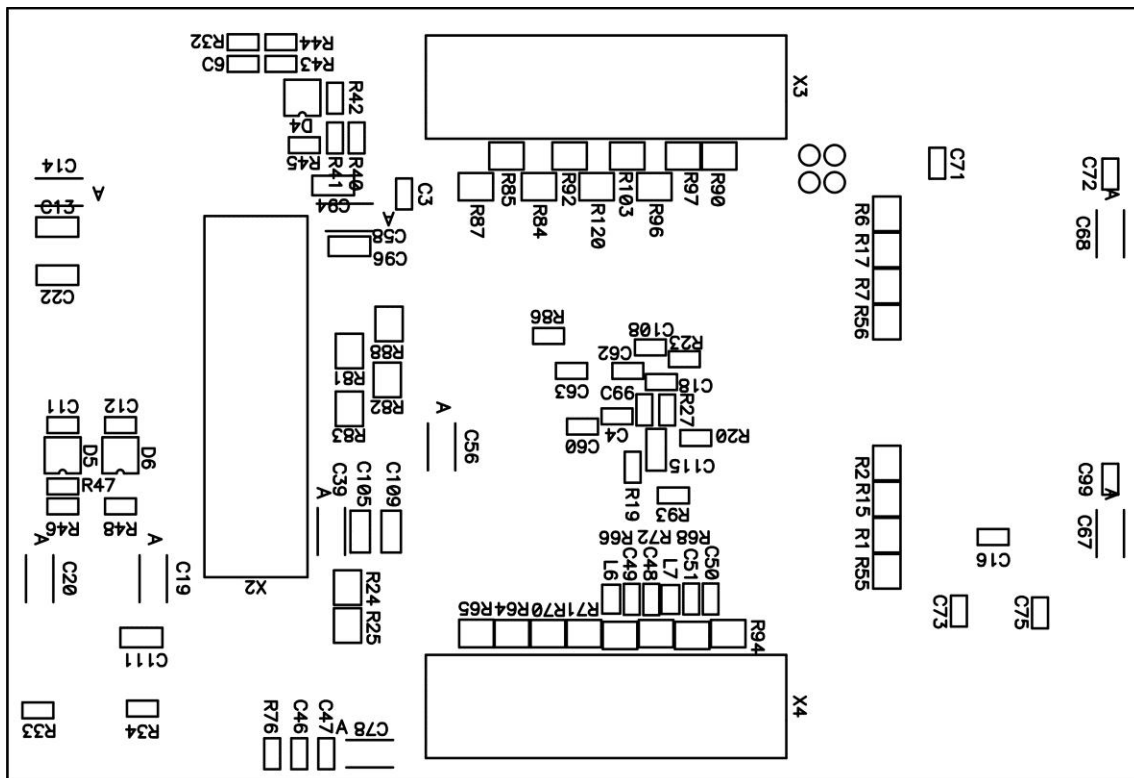 R32
R44
C9
R43
R42
D4
R45
R41
R40
C94
C3
A
C58
C96
C14
A
C13
C22
X3
R87
R85
R84
R92
R120
R103
R96
R97
R90
C71
C72
A
C68
R6
R17
R7
R56
R86
C108
R23
C62
C63
C18
C66
R27
C60
C4
R20
C115
R19
R93
R88
R81
R82
R83
A
C56
C11
C12
D5
D6
R47
R46
R48
A
C20
A
C19
X2
A
C39
C105
C109
R24
R25
C111
R33
R34
R76
C46
C47
A
C78
R66
R72
R68
L6
C49
C48
L7
C51
C50
R65
R64
R70
R71
R94
X4
R2
R15
R1
R55
C99
A
C67
C16
C73
C75